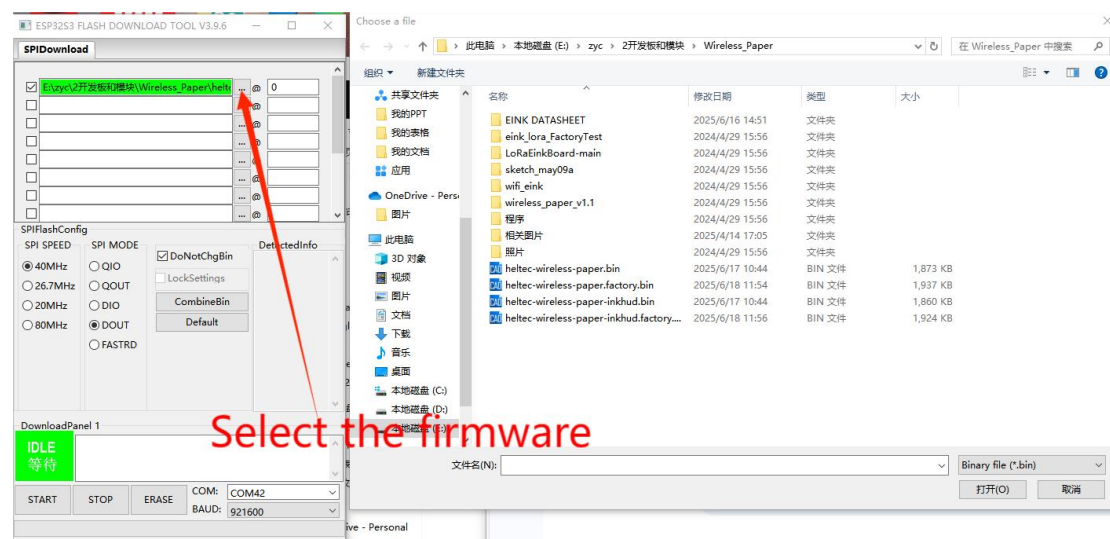 ESP32S3 FLASH DOWNLOAD TOOL V3.9.6
SPIDownload
E:\zyc\2开发板和模块\Wireless_Paper\helte ... @ 0
... @
... @
... @
... @
... @
... @
... @
SPIFlashConfig
SPI SPEED
40MHz
26.7MHz
20MHz
80MHz
SPI MODE
QIO
QOUT
DIO
DOUT
FASTRD
DoNotChgBin
LockSettings
CombineBin
Default
DetectedInfo
DownloadPanel 1
IDLE
等待
START STOP ERASE
COM: COM42
BAUD: 921600
Choose a file
此电脑 > 本地磁盘 (E:) > zyc > 2开发板和模块 > Wireless_Paper
在 Wireless_Paper 中搜索
组织 新建文件夹
共享文件夹
我的PPT
我的表格
我的文档
应用
OneDrive - Pers
图片
此电脑
3D 对象
视频
图片
文档
下载
音乐
桌面
本地磁盘 (C:)
本地磁盘 (D:)
本地磁盘 (E:)
名称 修改日期 类型 大小
EINK DATASHEET 2025/6/16 14:51 文件夹
eink_lora_FactoryTest 2024/4/29 15:56 文件夹
LoRaEinkBoard-main 2024/4/29 15:56 文件夹
sketch_may09a 2024/4/29 15:56 文件夹
wifi_eink 2024/4/29 15:56 文件夹
wireless_paper_v1.1 2024/4/29 15:56 文件夹
程序 2024/4/29 15:56 文件夹
相关图片 2025/4/14 17:05 文件夹
照片 2024/4/29 15:56 文件夹
heltec-wireless-paper.bin 2025/6/17 10:44 BIN 文件 1,873 KB
heltec-wireless-paper.factory.bin 2025/6/18 11:54 BIN 文件 1,937 KB
heltec-wireless-paper-inkhud.bin 2025/6/17 10:44 BIN 文件 1,860 KB
heltec-wireless-paper-inkhud.factory.... 2025/6/18 11:56 BIN 文件 1,924 KB
Select the firmware
文件名(N):
Binary file (*.bin)
打开(O) 取消
ive - Personal